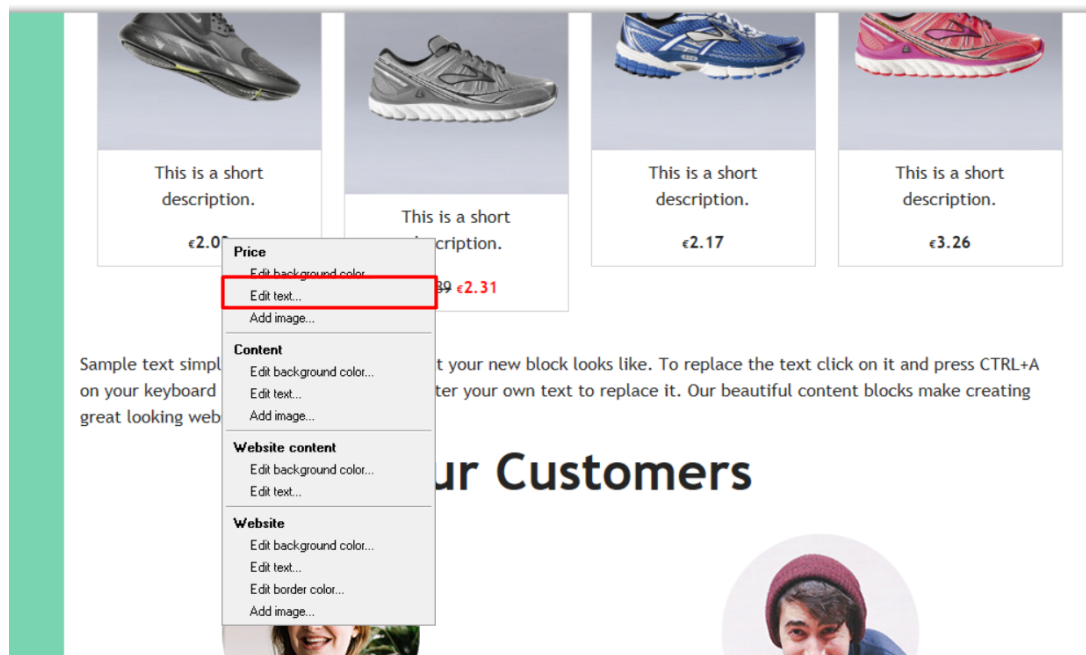 This is a short
description.
€2.03
This is a short
cription.
39 €2.31
This is a short
description.
€2.17
This is a short
description.
€3.26
Price
Edit background color...
Edit text...
Add image...
Content
Edit background color...
Edit text...
Add image...
Website content
Edit background color...
Edit text...
Website
Edit background color...
Edit text...
Edit border color...
Add image...
Sample text simpl t your new block looks like. To replace the text click on it and press CTRL+A
on your keyboard ter your own text to replace it. Our beautiful content blocks make creating
great looking web
ur Customers